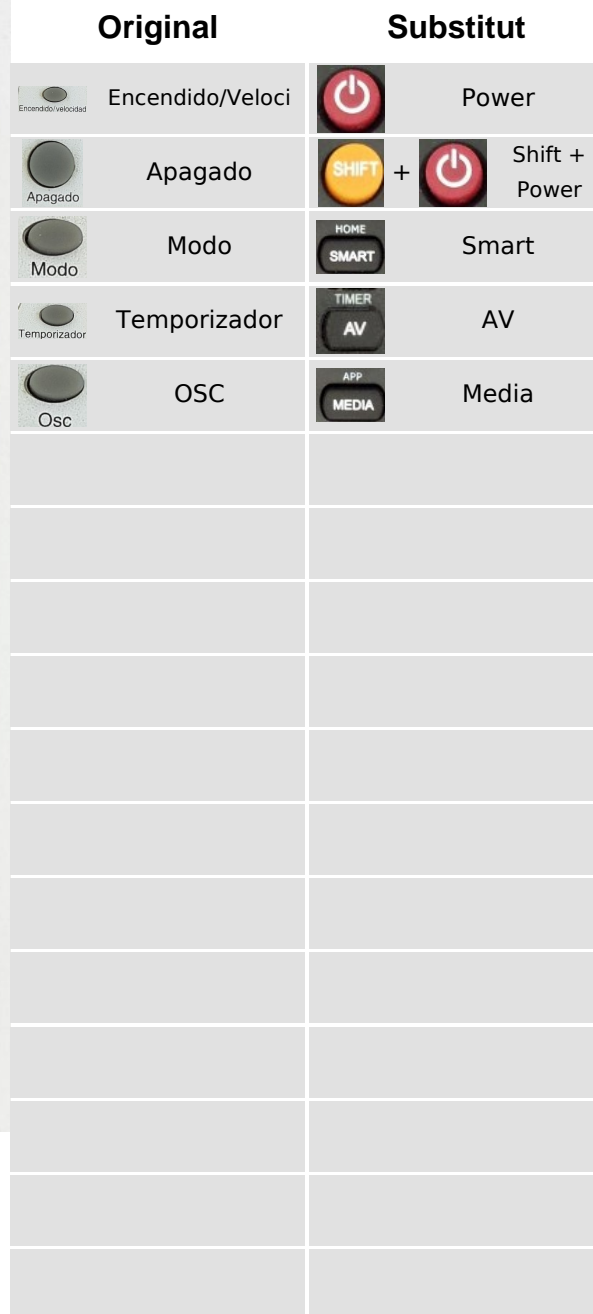 Original Substitut
Encendido/velocidad Encendido/Veloci Power
Apagado Apagado SHIFT + Shift + Power
Modo Modo HOME SMART Smart
Temporizador Temporizador TIMER AV AV
Osc OSC APP MEDIA Media